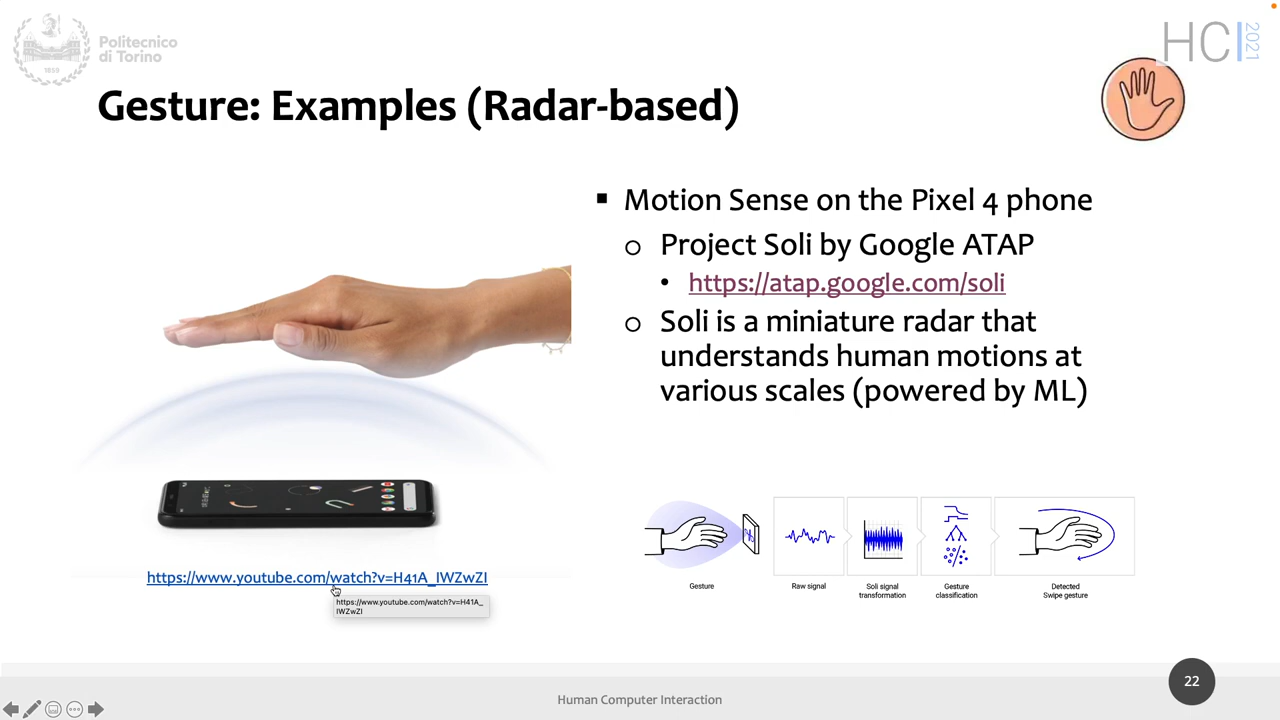 Politecnico
di Torino
1859
HCI
2021
Gesture: Examples (Radar-based)
Motion Sense on the Pixel 4 phone
Project Soli by Google ATAP
https://atap.google.com/soli
Soli is a miniature radar that
understands human motions at
various scales (powered by ML)
https://www.youtube.com/watch?v=H41A_IWZwZI
https://www.youtube.com/watch?v=H41A_
IWZwZI
Gesture
Raw signal
Soli signal
transformation
Gesture
classification
Detected
Swipe gesture
Human Computer Interaction
22